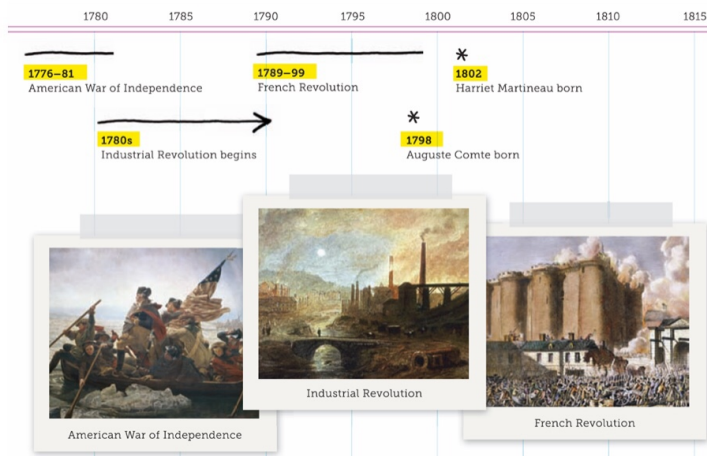 1780 1785 1790 1795 1800 1805 1810 1815
1776–81
American War of Independence
1789–99
French Revolution
1802
Harriet Martineau born
1780s
Industrial Revolution begins
1798
Auguste Comte born
American War of Independence
Industrial Revolution
French Revolution